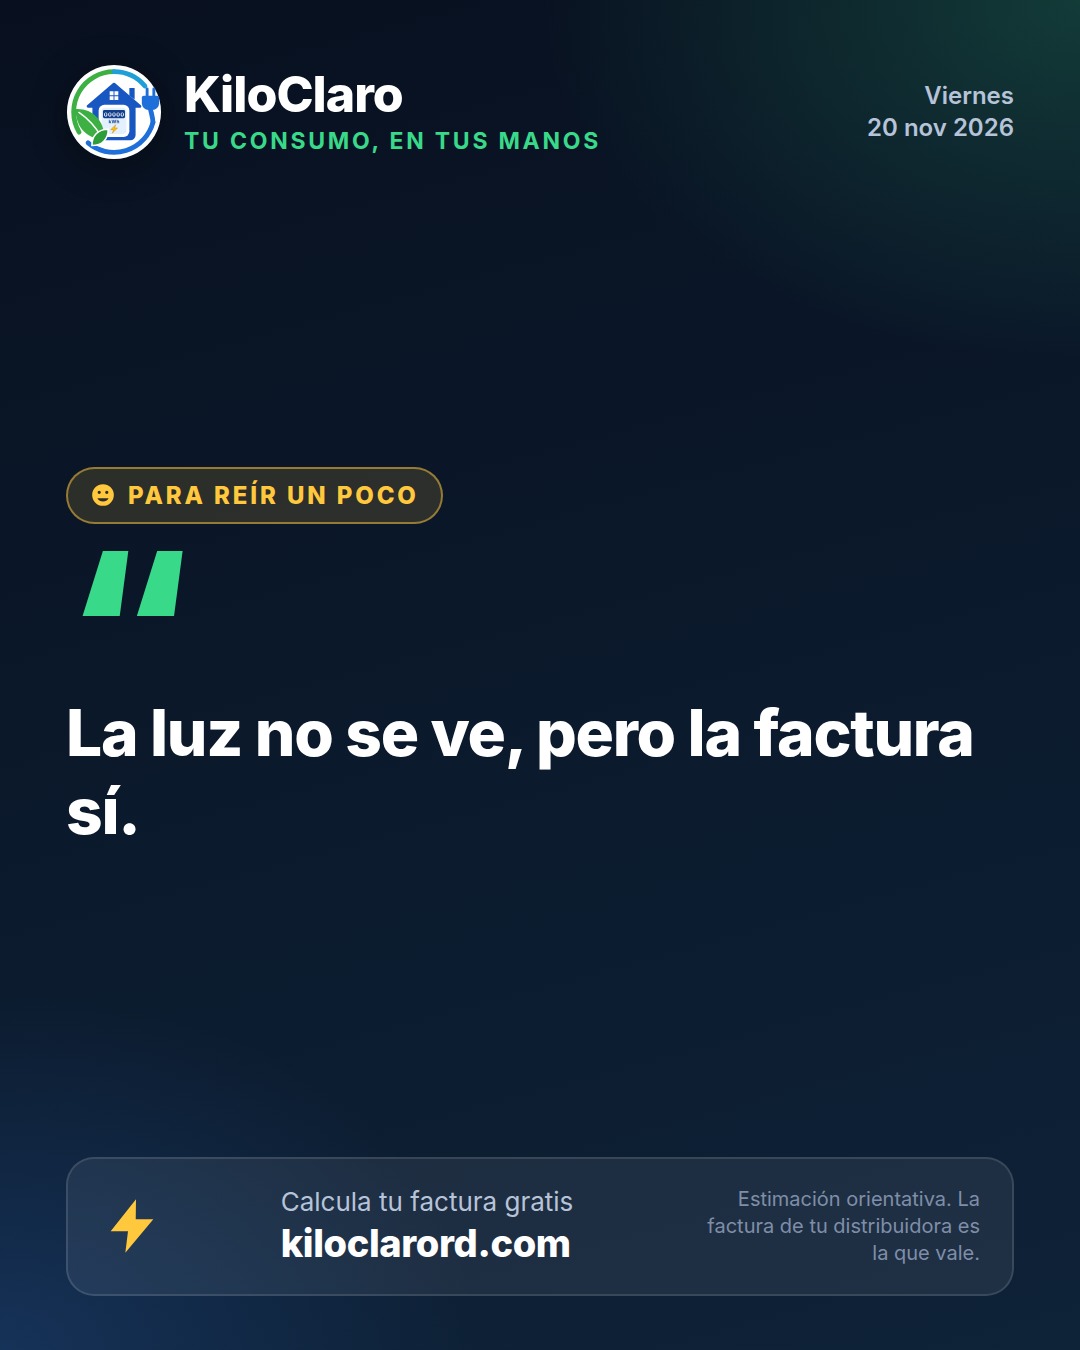 KiloClaro
TU CONSUMO, EN TUS MANOS
Viernes
20 nov 2026
PARA REÍR UN POCO
“
La luz no se ve, pero la factura
sí.
Calcula tu factura gratis
kiloclarord.com
Estimación orientativa. La
factura de tu distribuidora es
la que vale.